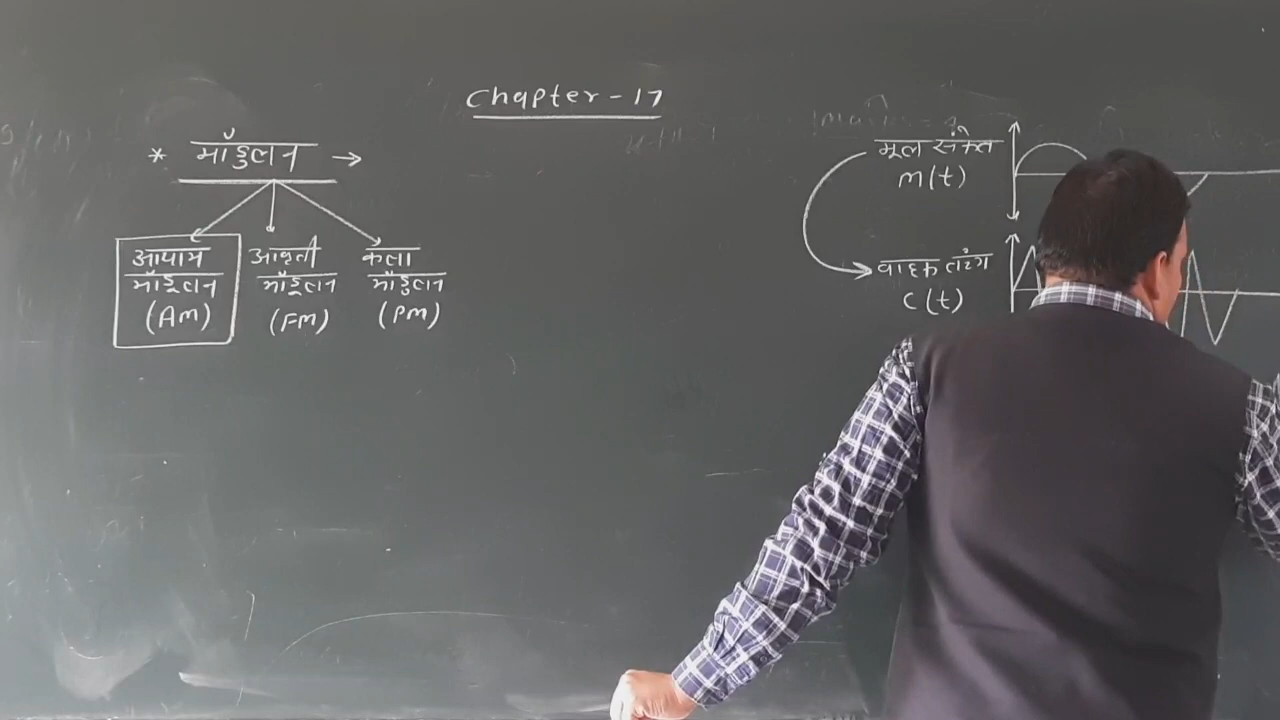 Chapter - 17
* मॉडुलन →
आयाम
मॉडूलन
(Am)
आवृती
मॉडूलन
(Fm)
कला
मॉडुलन
(Pm)
मूल संकेत
m(t)
वाहक तरंग
c(t)